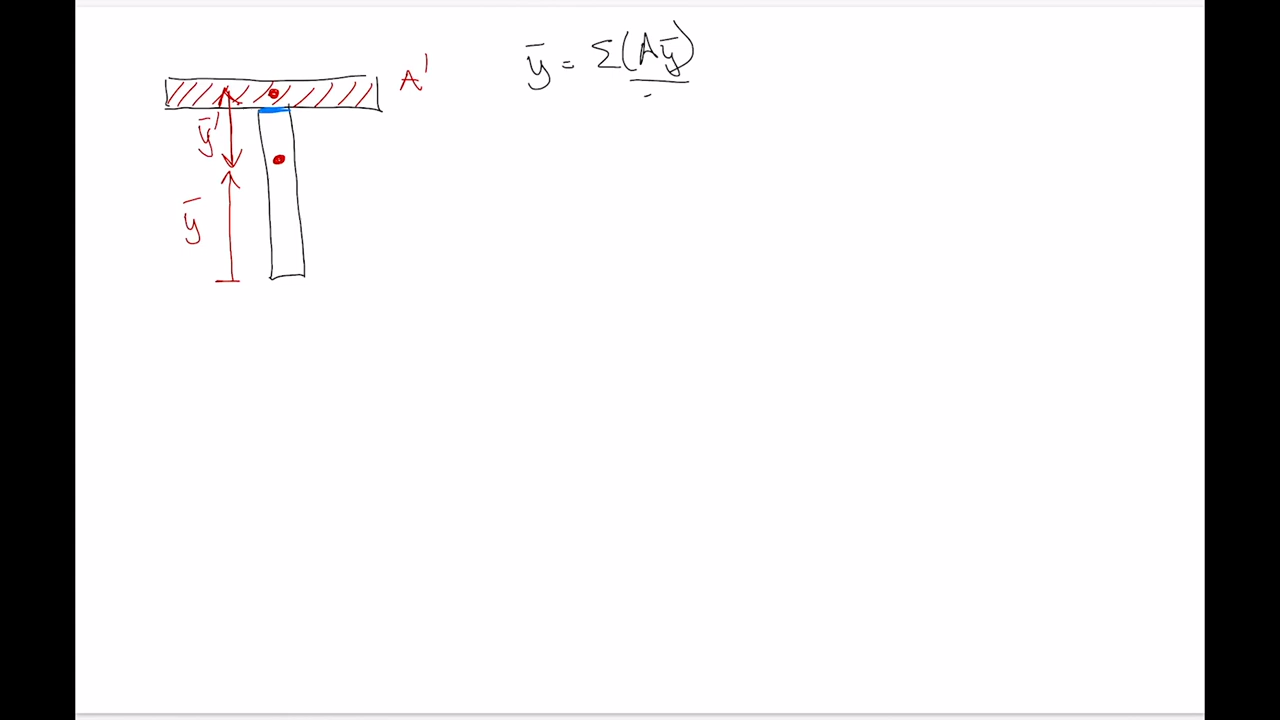 ȳ = Σ(Aȳ)
A'
ȳ'
ȳ